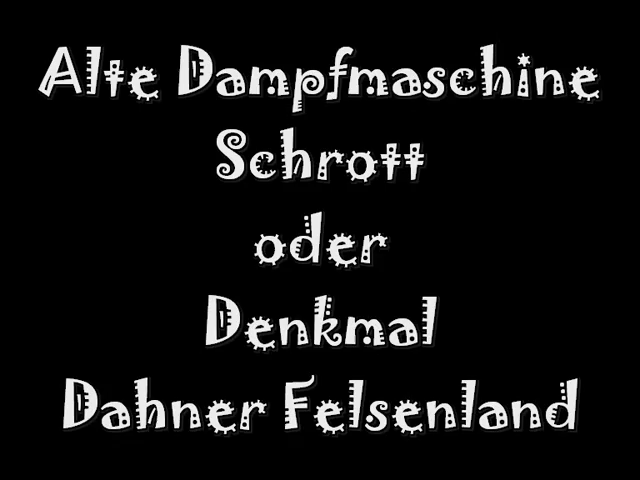 Alte Dampfmaschine
Schrott
oder
Denkmal
Dahner Felsenland